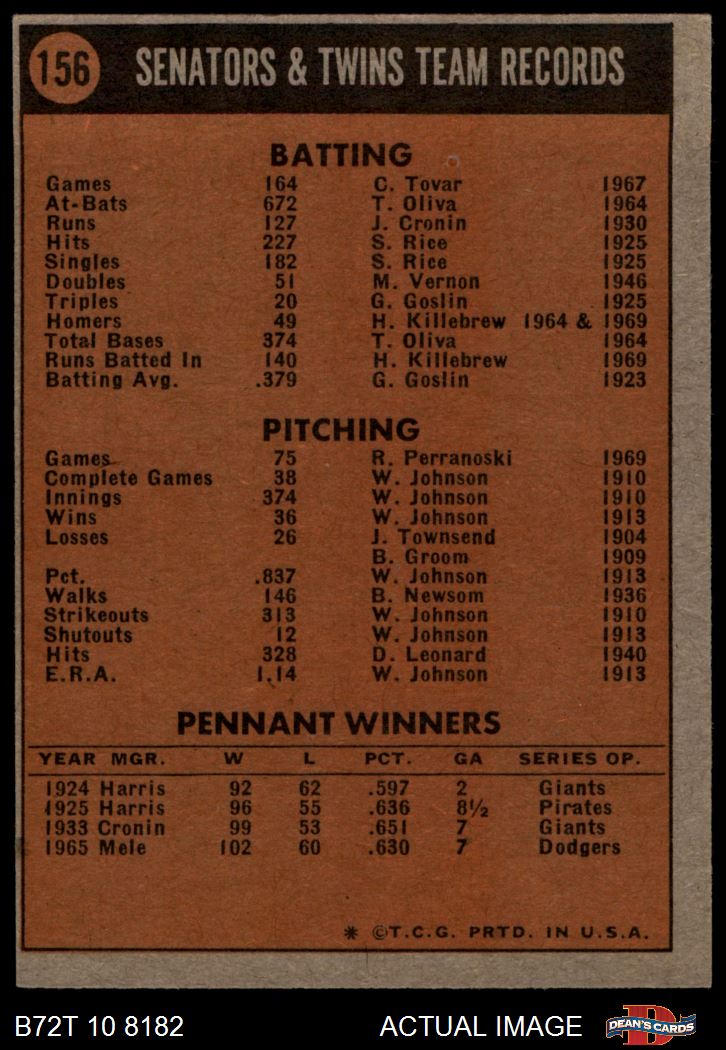 156 SENATORS & TWINS TEAM RECORDS
BATTING
Games 164 C. Tovar 1967
At-Bats 672 T. Oliva 1964
Runs 127 J. Cronin 1930
Hits 227 S. Rice 1925
Singles 182 S. Rice 1925
Doubles 51 M. Vernon 1946
Triples 20 G. Goslin 1925
Homers 49 H. Killebrew 1964 & 1969
Total Bases 374 T. Oliva 1964
Runs Batted In 140 H. Killebrew 1969
Batting Avg. .379 G. Goslin 1923
PITCHING
Games 75 R. Perranoski 1969
Complete Games 38 W. Johnson 1910
Innings 374 W. Johnson 1910
Wins 36 W. Johnson 1913
Losses 26 J. Townsend 1904
B. Groom 1909
Pct. .837 W. Johnson 1913
Walks 146 B. Newsom 1936
Strikeouts 313 W. Johnson 1910
Shutouts 12 W. Johnson 1913
Hits 328 D. Leonard 1940
E.R.A. 1.14 W. Johnson 1913
PENNANT WINNERS
YEAR MGR. W L PCT. GA SERIES OP.
1924 Harris 92 62 .597 2 Giants
1925 Harris 96 55 .636 8½ Pirates
1933 Cronin 99 53 .651 7 Giants
1965 Mele 102 60 .630 7 Dodgers
* ©T.C.G. PRTD. IN U.S.A.
B72T 10 8182 ACTUAL IMAGE D DEAN'S CARDS